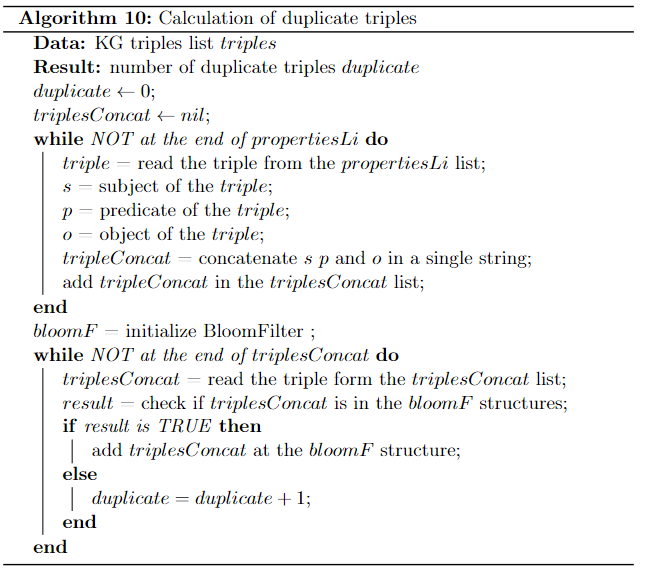 Algorithm 10: Calculation of duplicate triples
Data: KG triples list triples
Result: number of duplicate triples duplicate
duplicate ← 0;
triplesConcat ← nil;
while NOT at the end of propertiesLi do
triple = read the triple from the propertiesLi list;
s = subject of the triple;
p = predicate of the triple;
o = object of the triple;
tripleConcat = concatenate s p and o in a single string;
add tripleConcat in the triplesConcat list;
end
bloomF = initialize BloomFilter ;
while NOT at the end of triplesConcat do
triplesConcat = read the triple form the triplesConcat list;
result = check if triplesConcat is in the bloomF structures;
if result is TRUE then
add triplesConcat at the bloomF structure;
else
duplicate = duplicate + 1;
end
end